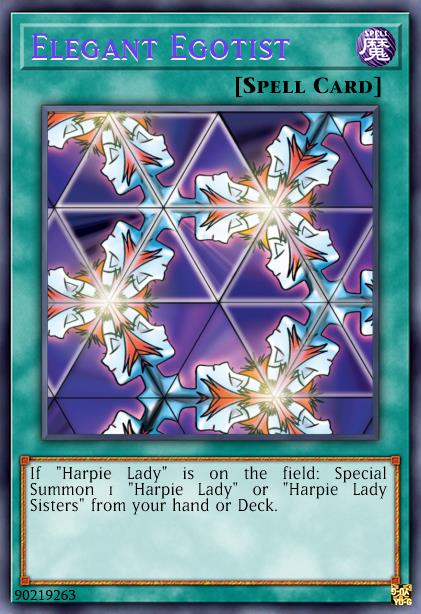 Elegant Egotist
SPELL
魔
[Spell Card]
If "Harpie Lady" is on the field: Special
Summon 1 "Harpie Lady" or "Harpie Lady
Sisters" from your hand or Deck.
90219263